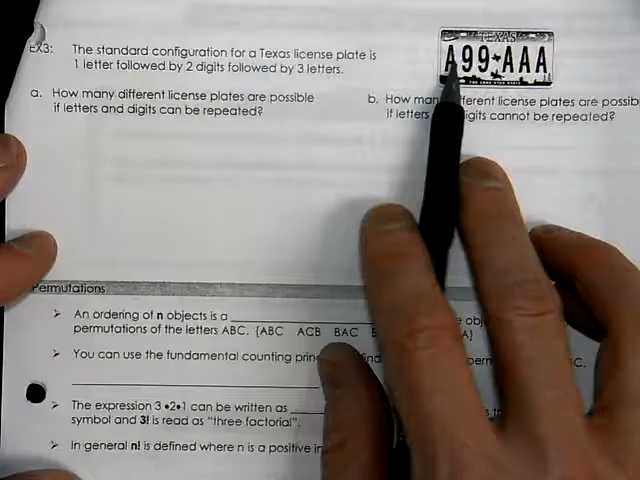 EX3: The standard configuration for a Texas license plate is
1 letter followed by 2 digits followed by 3 letters.
TEXAS
A99 AAA
a. How many different license plates are possible
if letters and digits can be repeated?
b. How many different license plates are possib
if letters digits cannot be repeated?
Permutations
An ordering of n objects is a ____ obj
permutations of the letters ABC. {ABC ACB BAC B A}
You can use the fundamental counting prin find perm C.
The expression 3•2•1 can be written as ____
symbol and 3! is read as "three factorial".
In general n! is defined where n is a positive in